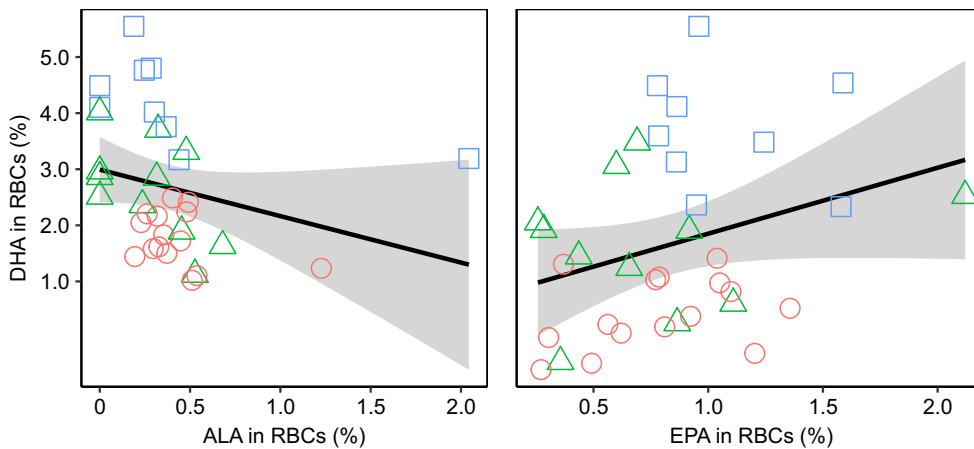 DHA in RBCs (%)
5.0
4.0
3.0
2.0
1.0
0 0.5 1.0 1.5 2.0
0.5 1.0 1.5 2.0
ALA in RBCs (%)
EPA in RBCs (%)